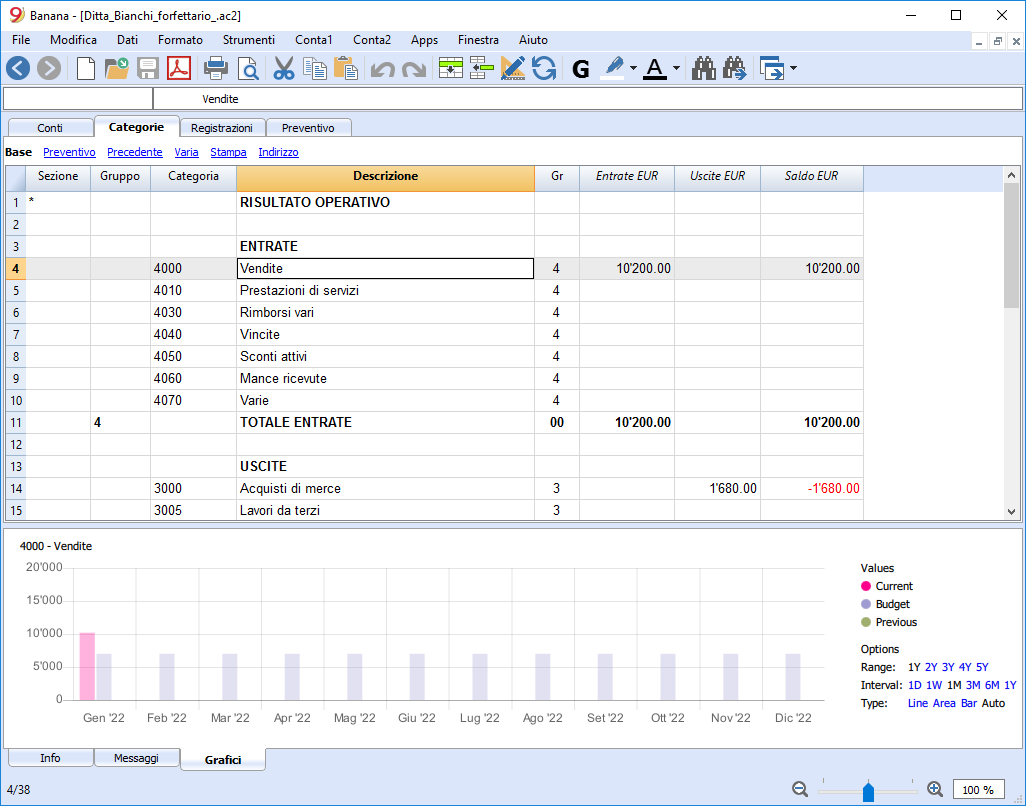 Banana - [Ditta_Bianchi_forfettario_.ac2]
File Modifica Dati Formato Strumenti Conta1 Conta2 Apps Finestra Aiuto
G A
Vendite
Conti Categorie Registrazioni Preventivo
Base Preventivo Precedente Varia Stampa Indirizzo
Sezione Gruppo Categoria Descrizione Gr Entrate EUR Uscite EUR Saldo EUR
1 * RISULTATO OPERATIVO
2
3 ENTRATE
4 4000 Vendite 4 10'200.00 10'200.00
5 4010 Prestazioni di servizi 4
6 4030 Rimborsi vari 4
7 4040 Vincite 4
8 4050 Sconti attivi 4
9 4060 Mance ricevute 4
10 4070 Varie 4
11 4 TOTALE ENTRATE 00 10'200.00 10'200.00
12
13 USCITE
14 3000 Acquisti di merce 3 1'680.00 -1'680.00
15 3005 Lavori da terzi 3
4000 - Vendite
20'000
15'000
10'000
5'000
0
Gen '22 Feb '22 Mar '22 Apr '22 Mag '22 Giu '22 Lug '22 Ago '22 Set '22 Ott '22 Nov '22 Dic '22
Values
Current
Budget
Previous
Options
Range: 1Y 2Y 3Y 4Y 5Y
Interval: 1D 1W 1M 3M 6M 1Y
Type: Line Area Bar Auto
Info Messaggi Grafici
4/38 100 %